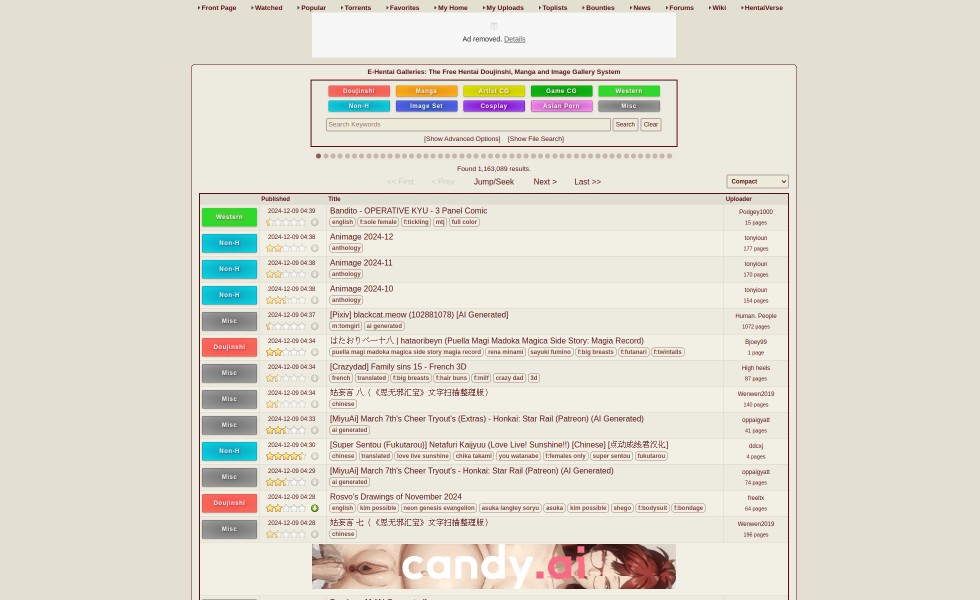 Front Page Watched Popular Torrents Favorites My Home My Uploads Toplists Bounties News Forums Wiki HentaiVerse
Ad removed. Details
E-Hentai Galleries: The Free Hentai Doujinshi, Manga and Image Gallery System
Doujinshi Manga Artist CG Game CG Western
Non-H Image Set Cosplay Asian Porn Misc
Search Keywords Search Clear
[Show Advanced Options] [Show File Search]
Found 1,163,089 results.
<< First < Prev Jump/Seek Next > Last >> Compact
Published Title Uploader
Western 2024-12-09 04:39 Bandito - OPERATIVE KYU - 3 Panel Comic Podgey1000
english f:sole female f:tickling mtj full color 15 pages
Non-H 2024-12-09 04:38 Animage 2024-12 tonyioun
anthology 177 pages
Non-H 2024-12-09 04:38 Animage 2024-11 tonyioun
anthology 170 pages
Non-H 2024-12-09 04:38 Animage 2024-10 tonyioun
anthology 154 pages
Misc 2024-12-09 04:37 [Pixiv] blackcat.meow (102881078) [AI Generated] Human. People
m:tomgirl ai generated 1072 pages
Doujinshi 2024-12-09 04:34 はたおりべー十八 | hataoribeyn (Puella Magi Madoka Magica Side Story: Magia Record) Bjoey99
puella magi madoka magica side story magia record rena minami sayuki fumino f:big breasts f:futanari f:twintails 1 page
Misc 2024-12-09 04:34 [Crazydad] Family sins 15 - French 3D High heels
french translated f:big breasts f:hair buns f:milf crazy dad 3d 87 pages
Misc 2024-12-09 04:34 姑妄言 八（《思无邪汇宝》文字扫描整理版） Wenwen2019
chinese 140 pages
Misc 2024-12-09 04:33 [MiyuAi] March 7th's Cheer Tryout's (Extras) - Honkai: Star Rail (Patreon) (AI Generated) oppaigyatt
ai generated 41 pages
Non-H 2024-12-09 04:30 [Super Sentou (Fukutarou)] Netafuri Kaijyuu (Love Live! Sunshine!!) [Chinese] ddcxj
chinese translated love live sunshine chika takami you watanabe f:females only super sentou fukutarou 4 pages
Misc 2024-12-09 04:29 [MiyuAi] March 7th's Cheer Tryout's - Honkai: Star Rail (Patreon) (AI Generated) oppaigyatt
ai generated 74 pages
Doujinshi 2024-12-09 04:28 Rosvo's Drawings of November 2024 freeitx
english kim possible neon genesis evangelion asuka langley soryu asuka kim possible shego f:bodysuit f:bondage 64 pages
Misc 2024-12-09 04:28 姑妄言 七（《思无邪汇宝》文字扫描整理版） Wenwen2019
chinese 196 pages
candy.ai